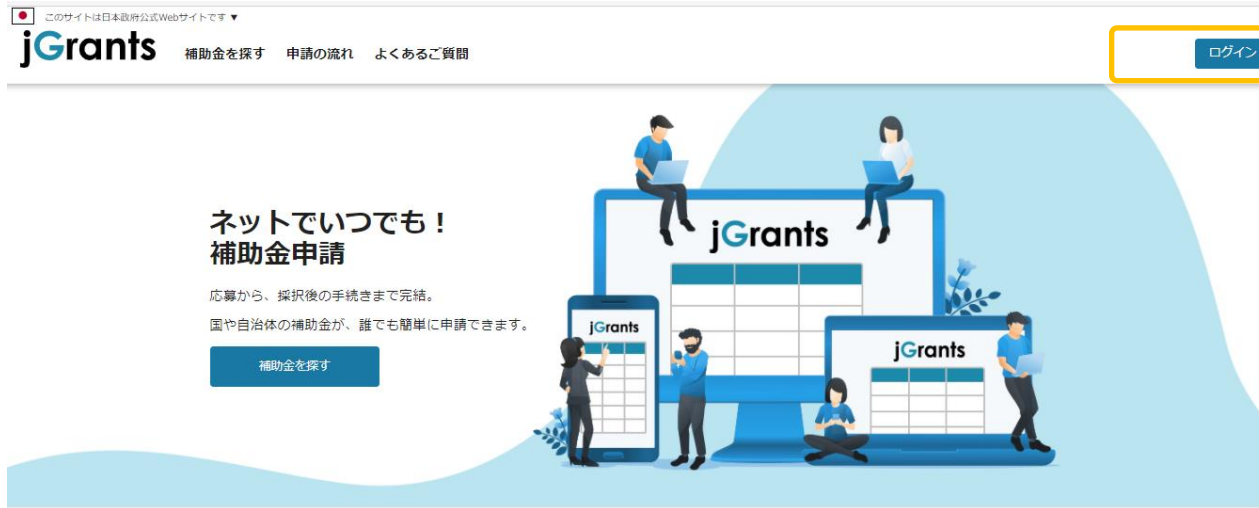 このサイトは日本政府公式Webサイトです ▼
jGrants 補助金を探す 申請の流れ よくあるご質問 ログイン
ネットでいつでも！
補助金申請
応募から、採択後の手続きまで完結。
国や自治体の補助金が、誰でも簡単に申請できます。
補助金を探す
jGrants
jGrants
jGrants